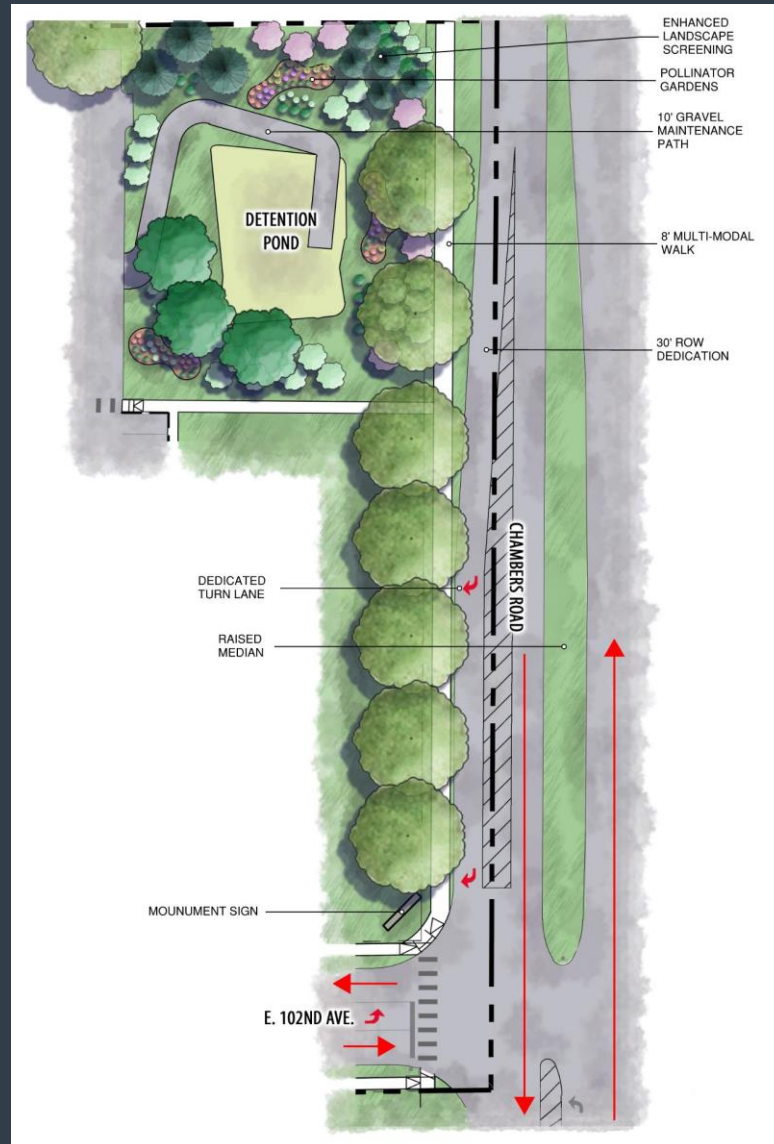 ENHANCED
LANDSCAPE
SCREENING
POLLINATOR
GARDENS
10' GRAVEL
MAINTENANCE
PATH
DETENTION
POND
8' MULTI-MODAL
WALK
30' ROW
DEDICATION
CHAMBERS ROAD
DEDICATED
TURN LANE
RAISED
MEDIAN
MOUNUMENT SIGN
E. 102ND AVE.